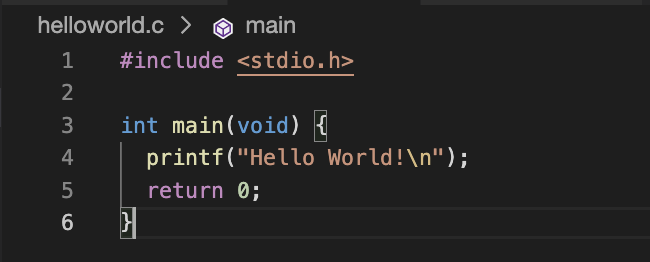 helloworld.c > main
1 #include <stdio.h>
2
3 int main(void) {
4   printf("Hello World!\n");
5   return 0;
6 }